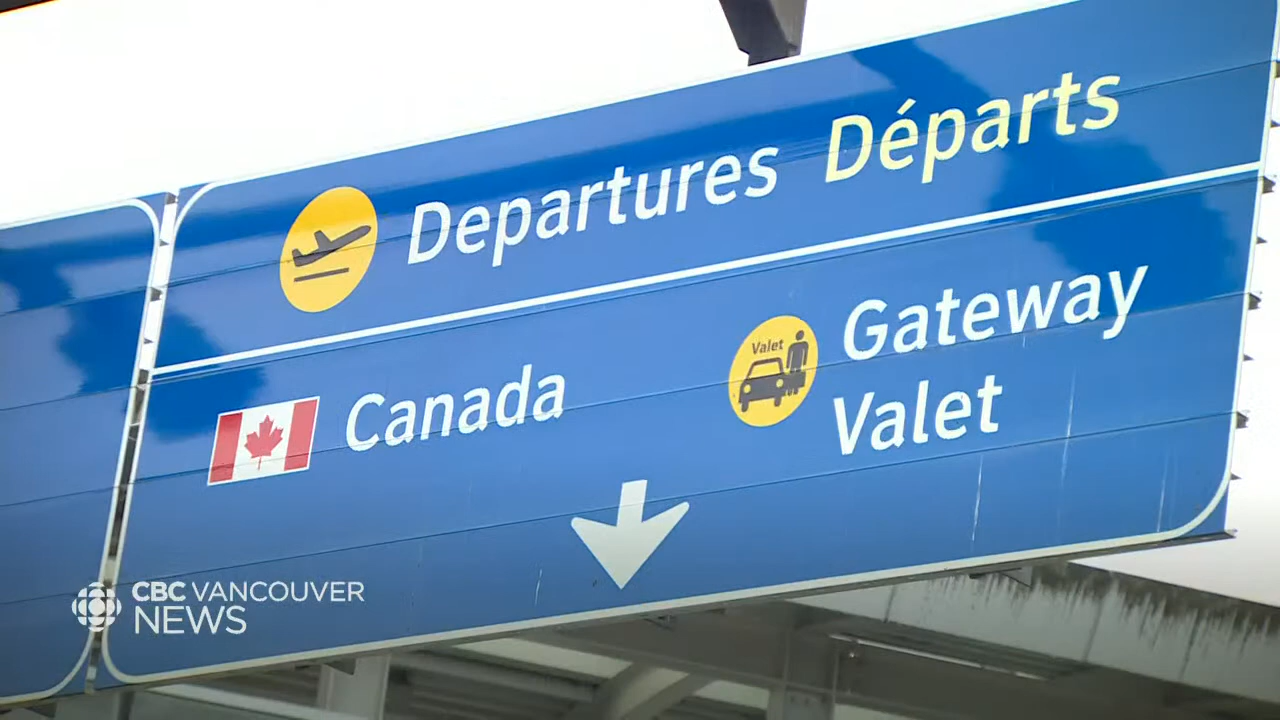 Departures Départs
Canada
Valet
Gateway
Valet
CBC VANCOUVER
NEWS